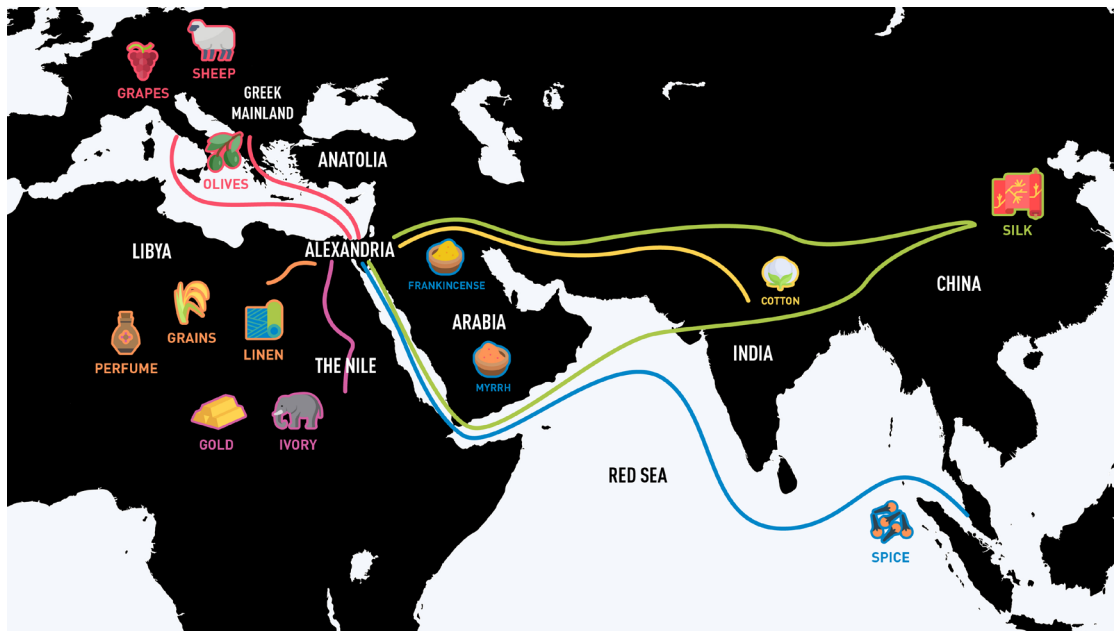 SHEEP
GRAPES
GREEK
MAINLAND
ANATOLIA
OLIVES
SILK
LIBYA
ALEXANDRIA
FRANKINCENSE
COTTON
CHINA
ARABIA
GRAINS
LINEN
INDIA
PERFUME
THE NILE
MYRRH
GOLD
IVORY
RED SEA
SPICE